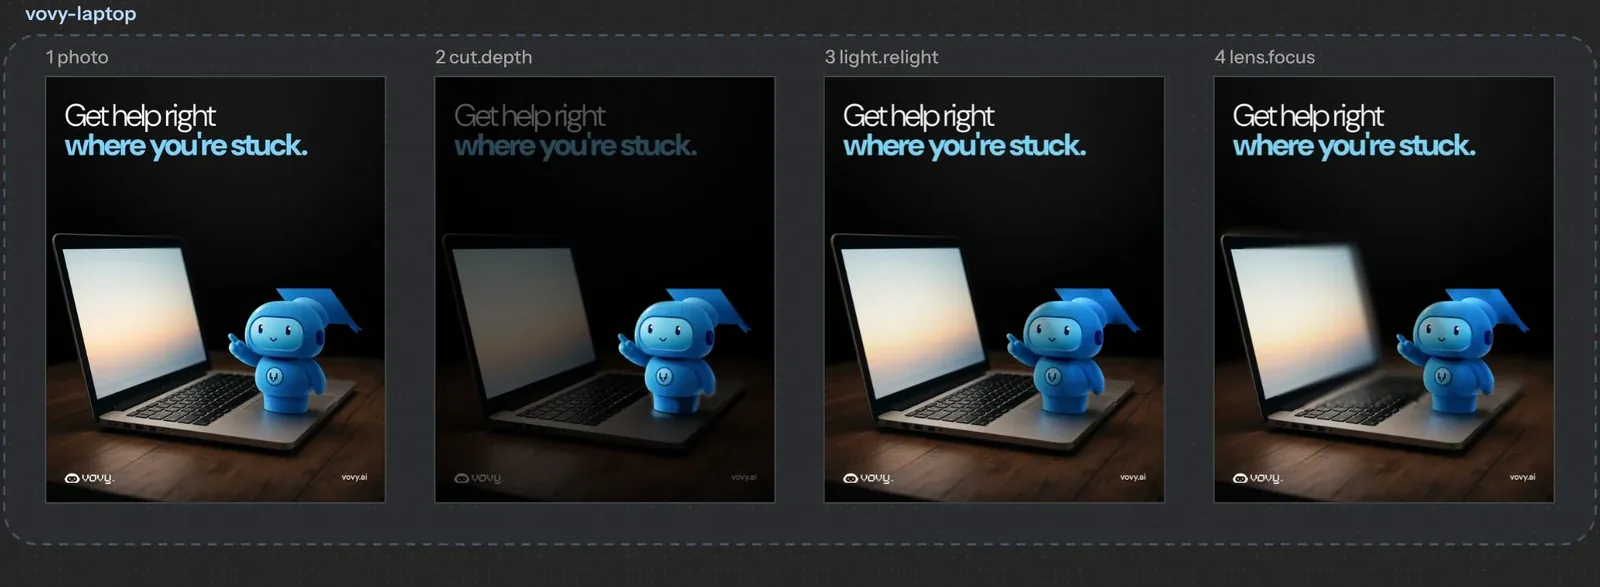 vovy-laptop
1 photo
Get help right
where you're stuck.
V
vovy.
vovy.ai
2 cut.depth
Get help right
where you're stuck.
V
vovy.
vovy.ai
3 light.relight
Get help right
where you're stuck.
V
vovy.
vovy.ai
4 lens.focus
Get help right
where you're stuck.
V
vovy.
vovy.ai